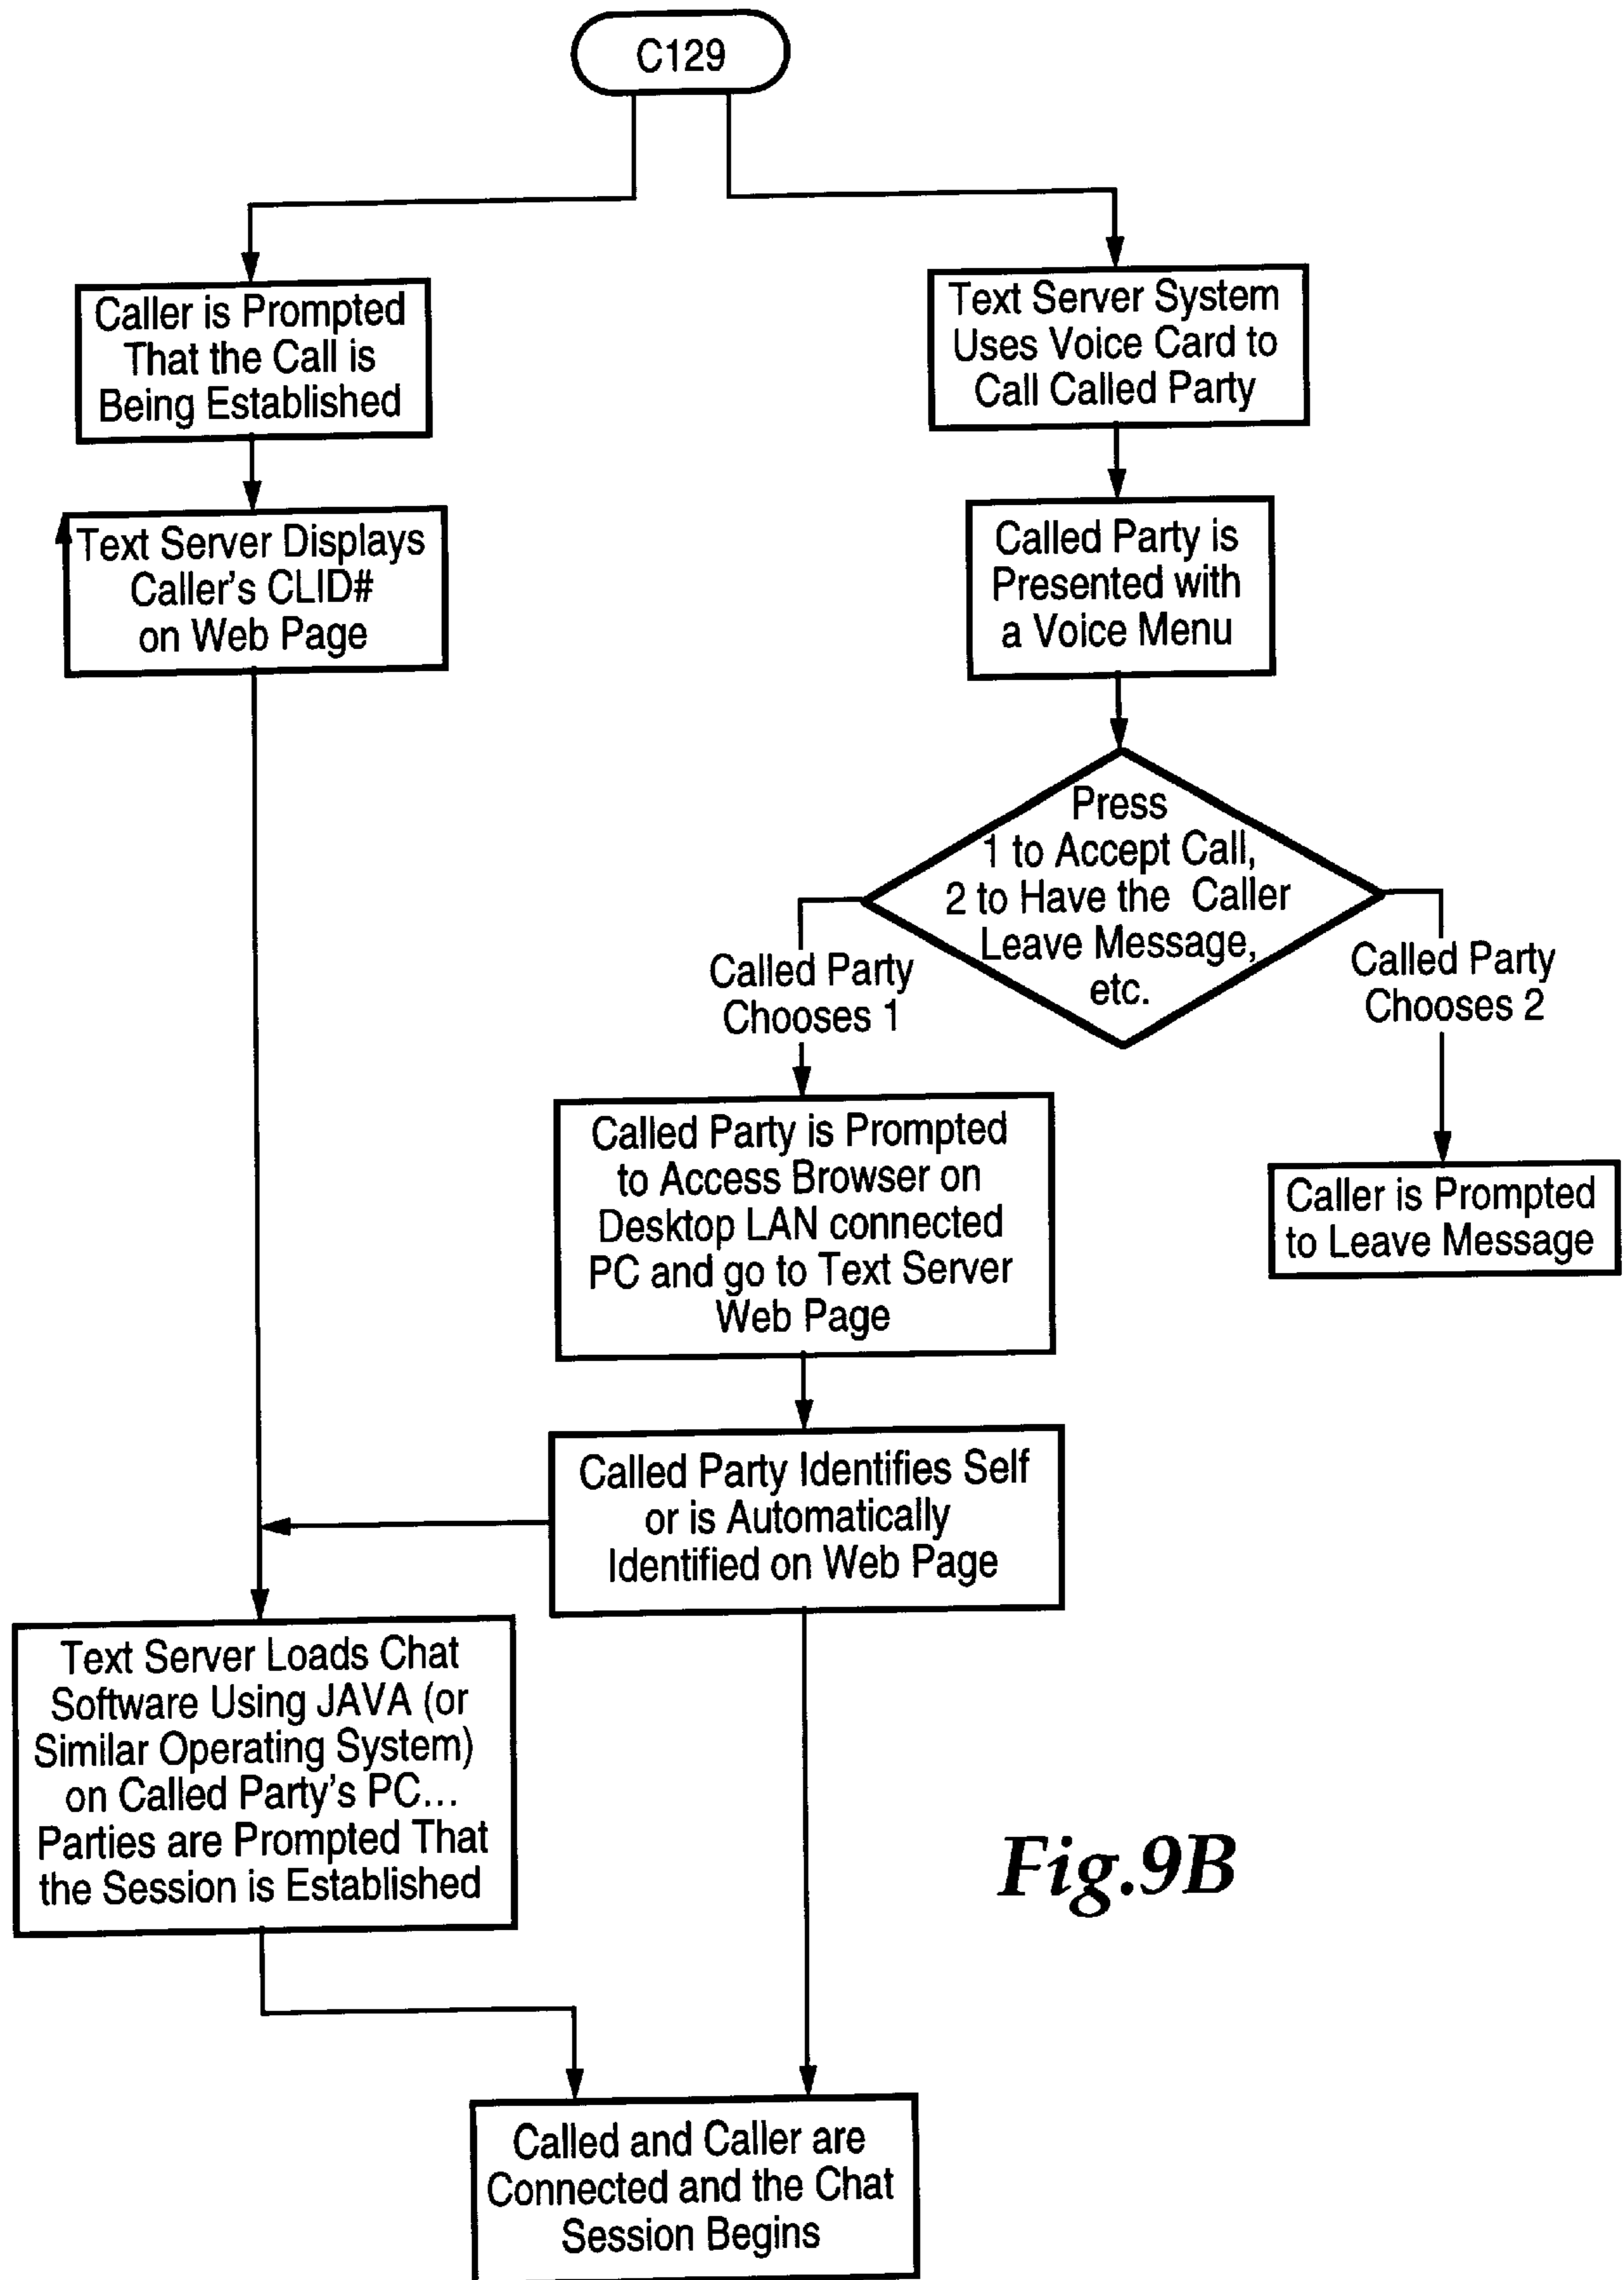 C129
Caller is Prompted
That the Call is
Being Established
Text Server System
Uses Voice Card to
Call Called Party
Text Server Displays
Caller's CLID#
on Web Page
Called Party is
Presented with
a Voice Menu
Press
1 to Accept Call,
2 to Have the Caller
Leave Message,
etc.
Called Party
Chooses 1
Called Party
Chooses 2
Called Party is Prompted
to Access Browser on
Desktop LAN connected
PC and go to Text Server
Web Page
Caller is Prompted
to Leave Message
Called Party Identifies Self
or is Automatically
Identified on Web Page
Text Server Loads Chat
Software Using JAVA (or
Similar Operating System)
on Called Party's PC...
Parties are Prompted That
the Session is Established
Fig.9B
Called and Caller are
Connected and the Chat
Session Begins